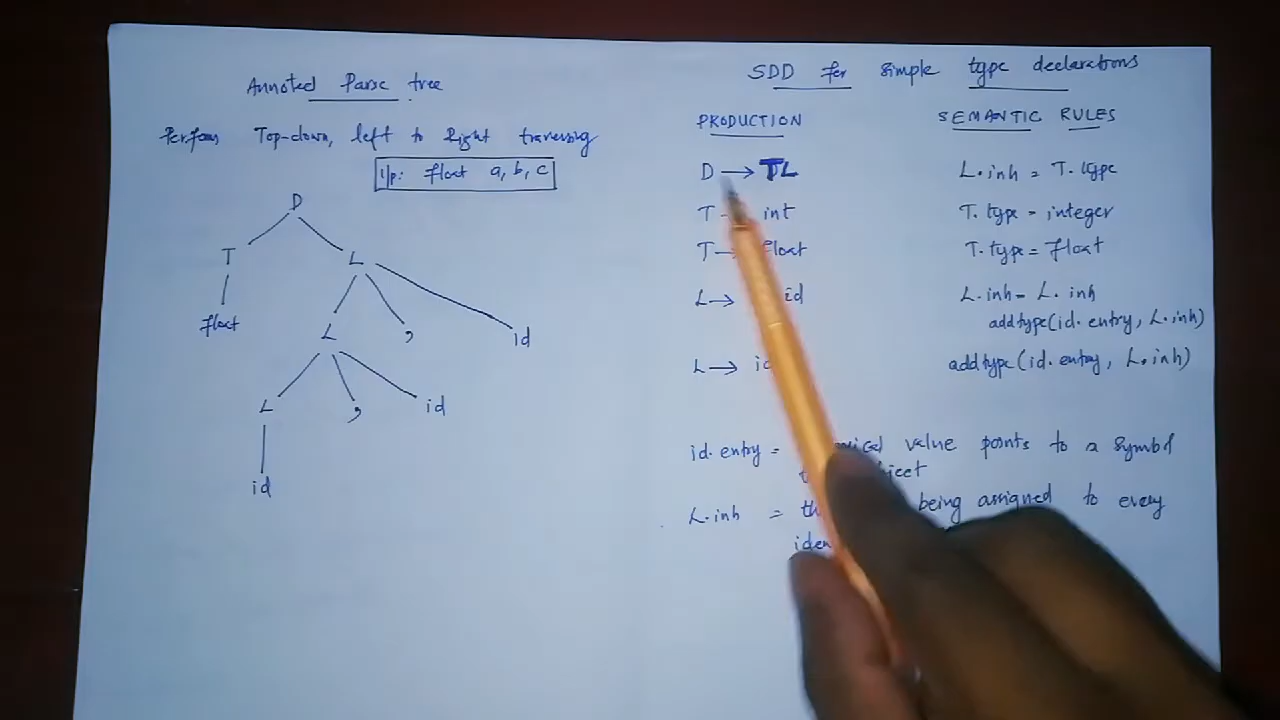 Annoted Parse tree
Perform Top-down, left to Right traversing
i/p: float a, b, c
D
T L
float
L , id
L , id
id
SDD for simple type declarations
PRODUCTION SEMANTIC RULES
D → TL L.inh = T.type
T int T.type = integer
T → float T.type = float
L → id L.inh = L.inh
addtype(id.entry, L.inh)
L → id addtype(id.entry, L.inh)
id.entry = value points to a symbol
L.inh = being assigned to every